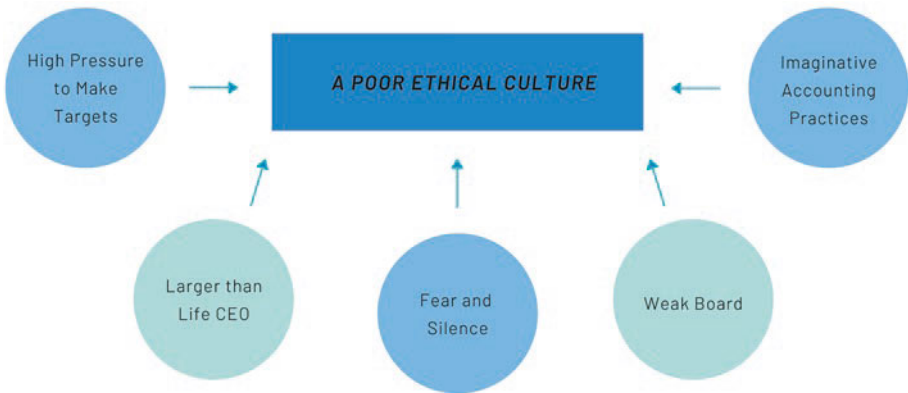 High Pressure
to Make
Targets
A POOR ETHICAL CULTURE
Imaginative
Accounting
Practices
Larger than
Life CEO
Fear and
Silence
Weak Board